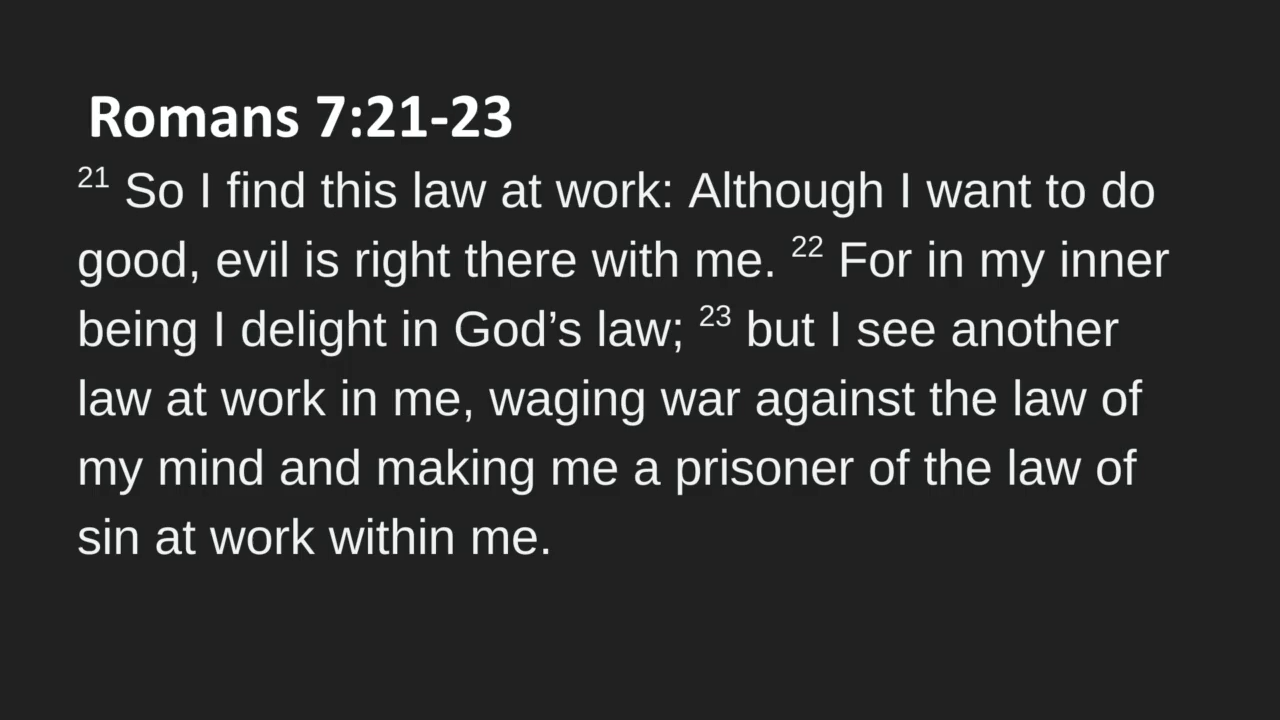 Romans 7:21-23
21 So I find this law at work: Although I want to do
good, evil is right there with me. 22 For in my inner
being I delight in God’s law; 23 but I see another
law at work in me, waging war against the law of
my mind and making me a prisoner of the law of
sin at work within me.